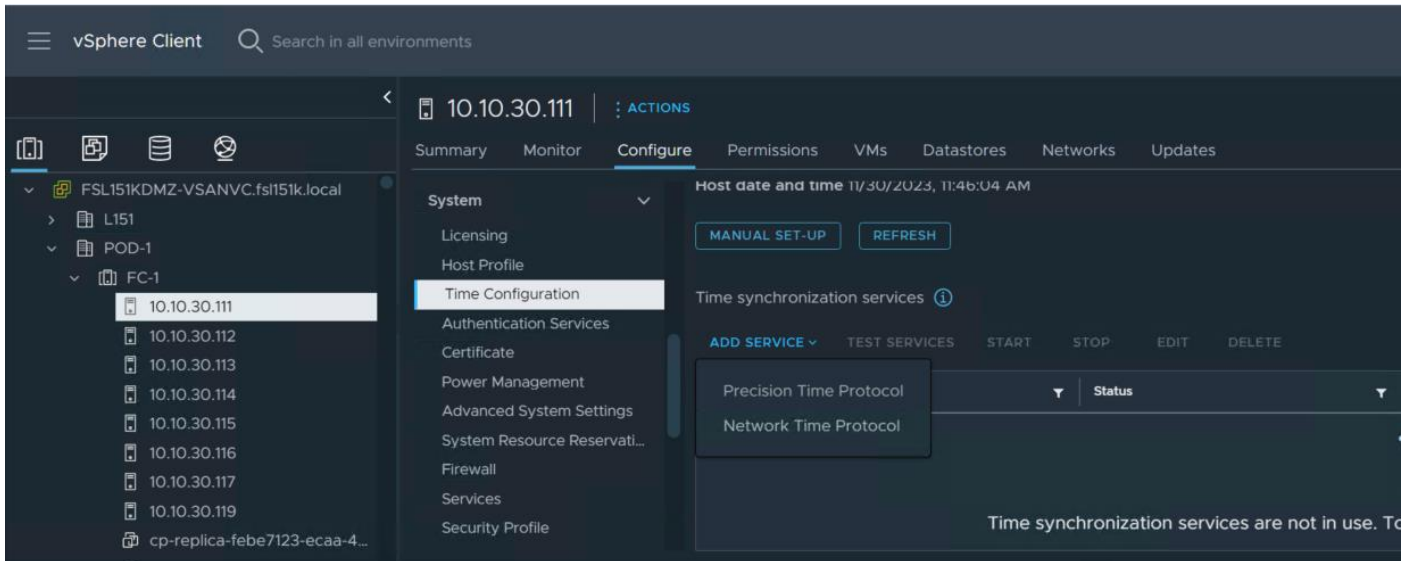 vSphere Client
Search in all environments
10.10.30.111
ACTIONS
Summary
Monitor
Configure
Permissions
VMs
Datastores
Networks
Updates
FSL151KDMZ-VSANVC.fsl151k.local
L151
POD-1
FC-1
10.10.30.111
10.10.30.112
10.10.30.113
10.10.30.114
10.10.30.115
10.10.30.116
10.10.30.117
10.10.30.119
cp-replica-febe7123-ecaa-4...
System
Licensing
Host Profile
Time Configuration
Authentication Services
Certificate
Power Management
Advanced System Settings
System Resource Reservati...
Firewall
Services
Security Profile
Host date and time 11/30/2023, 11:46:04 AM
MANUAL SET-UP
REFRESH
Time synchronization services
ADD SERVICE
TEST SERVICES
START
STOP
EDIT
DELETE
Precision Time Protocol
Network Time Protocol
Status
Time synchronization services are not in use. To